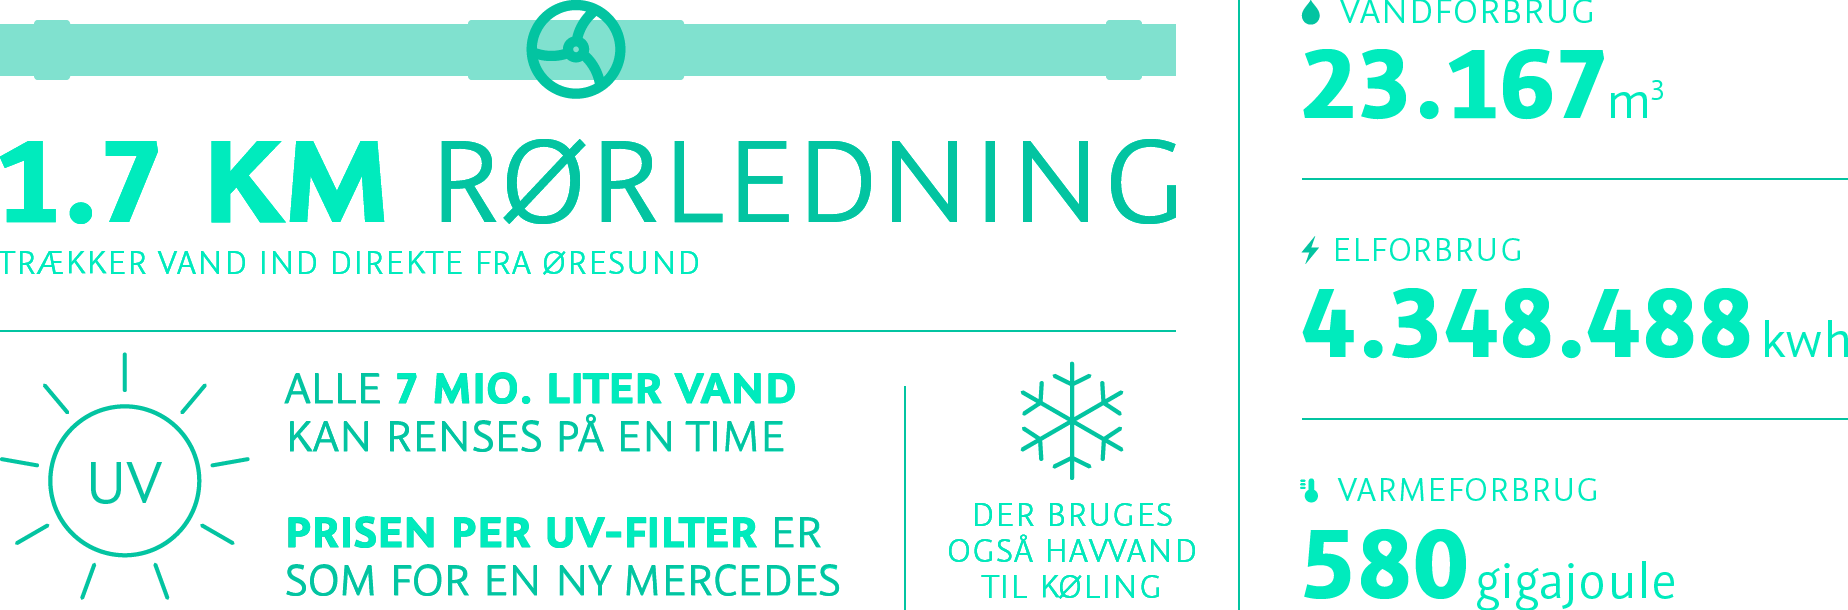 1.7 KM RØRLEDNING
TRÆKKER VAND IND DIREKTE FRA ØRESUND
UV
ALLE 7 MIO. LITER VAND
KAN RENSES PÅ EN TIME
PRISEN PER UV-FILTER ER
SOM FOR EN NY MERCEDES
DER BRUGES
OGSÅ HAVVAND
TIL KØLING
VANDFORBRUG
23.167 m³
ELFORBRUG
4.348.488 kwh
VARMEFORBRUG
580 gigajoule